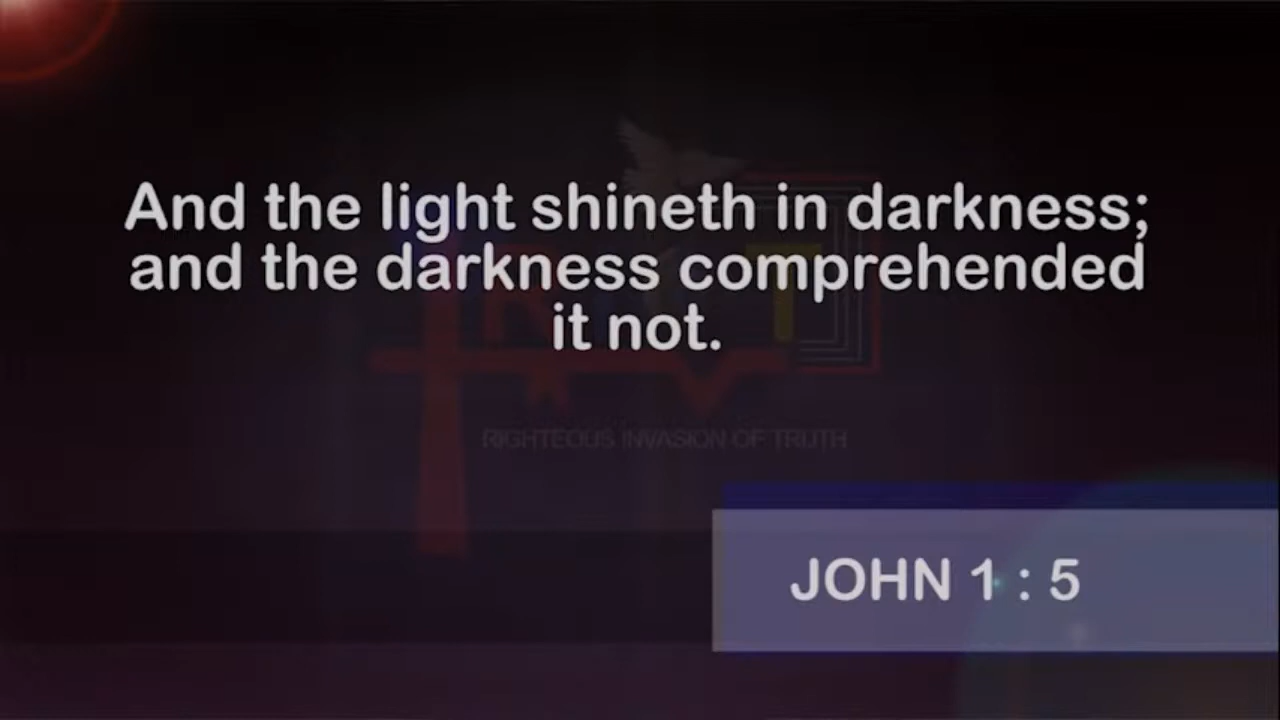 And the light shineth in darkness;
and the darkness comprehended
it not.
RIGHTEOUS INVASION OF TRUTH
JOHN 1 : 5